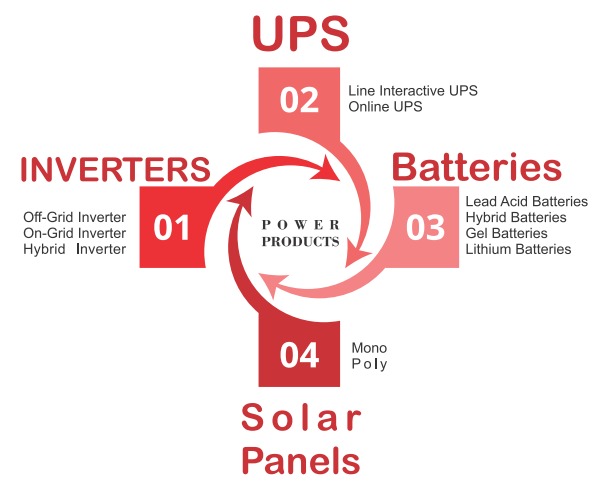 UPS
02
Line Interactive UPS
Online UPS
INVERTERS
01
Off-Grid Inverter
On-Grid Inverter
Hybrid Inverter
Batteries
03
Lead Acid Batteries
Hybrid Batteries
Gel Batteries
Lithium Batteries
POWER
PRODUCTS
04
Mono
Poly
Solar
Panels